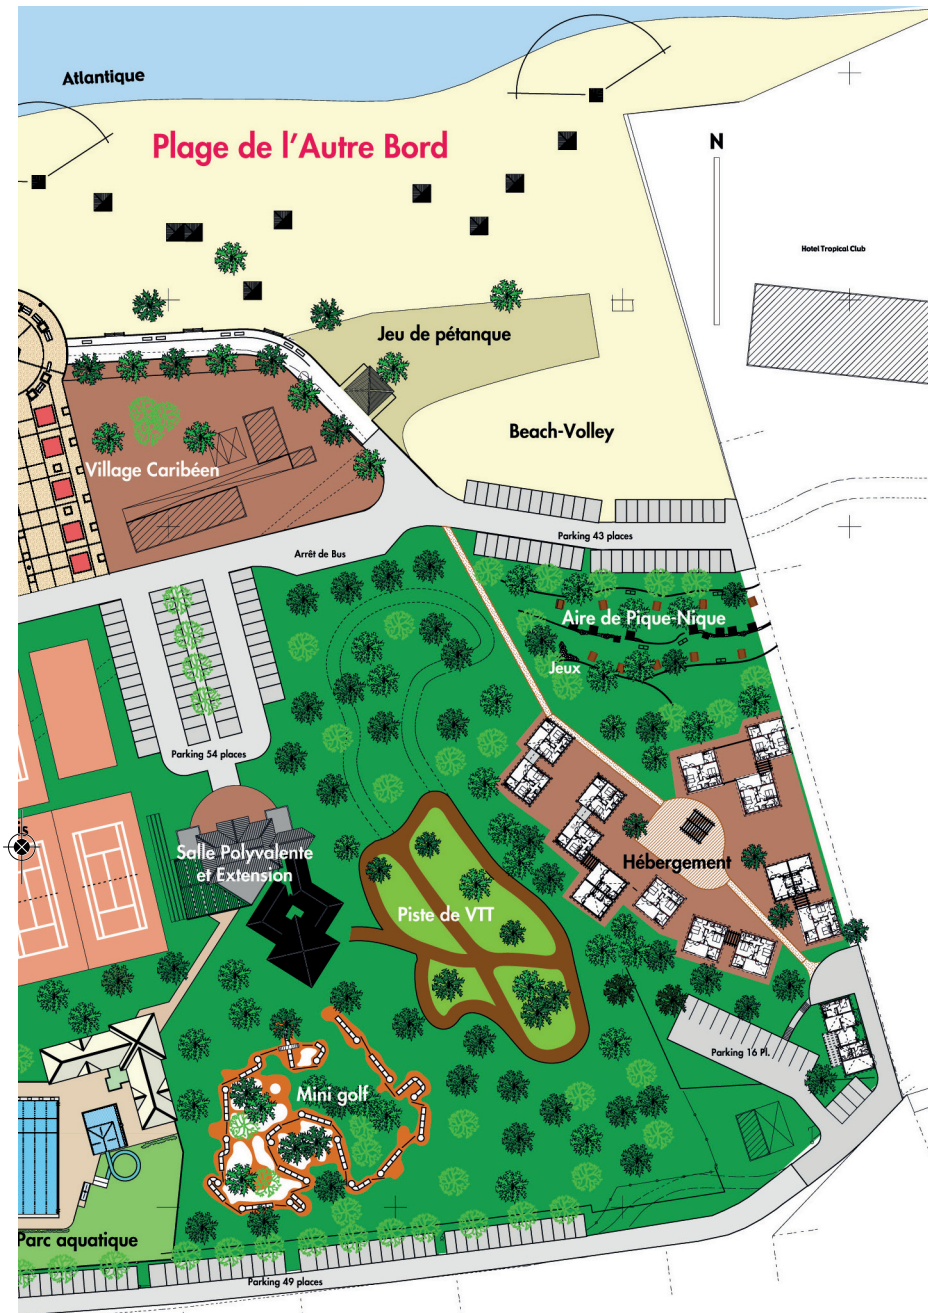 Atlantique
Plage de l'Autre Bord
N
Hotel Tropical Club
Jeu de pétanque
Beach-Volley
Village Caribéen
Parking 43 places
Arrêt de Bus
Aire de Pique-Nique
Jeux
Parking 54 places
is
Salle Polyvalente
et Extension
Hébergement
Piste de VTT
Parking 16 Pl.
Mini golf
Parc aquatique
Parking 49 places